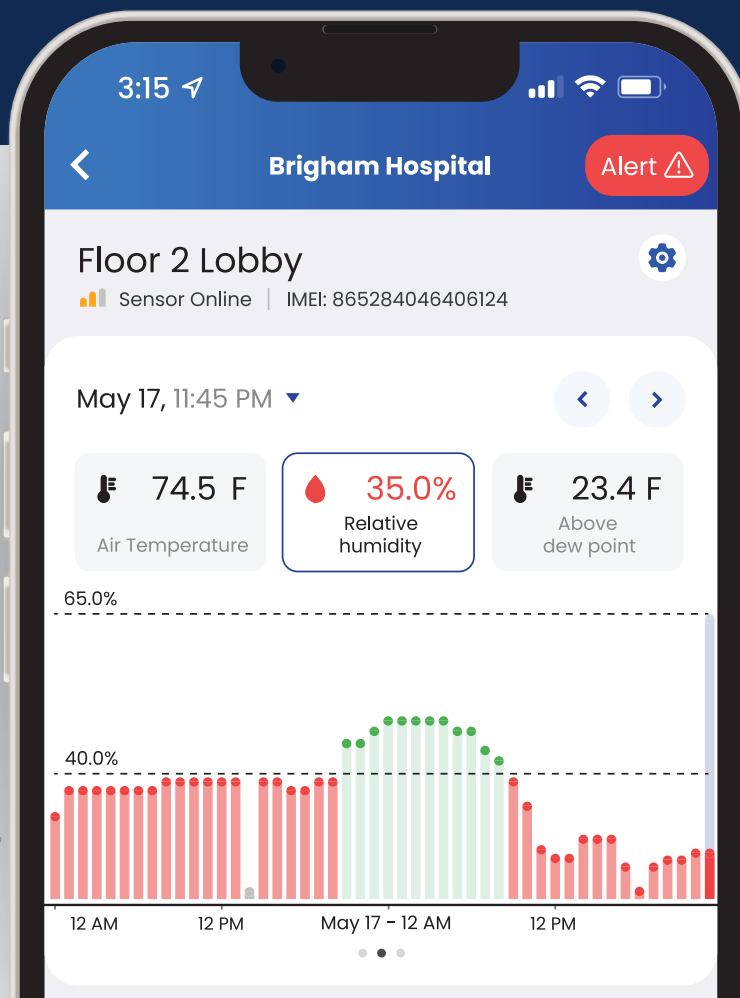 3:15
Brigham Hospital
Alert
Floor 2 Lobby
Sensor Online | IMEI: 865284046406124
May 17, 11:45 PM
74.5 F
Air Temperature
35.0%
Relative
humidity
23.4 F
Above
dew point
65.0%
40.0%
12 AM 12 PM May 17 - 12 AM 12 PM